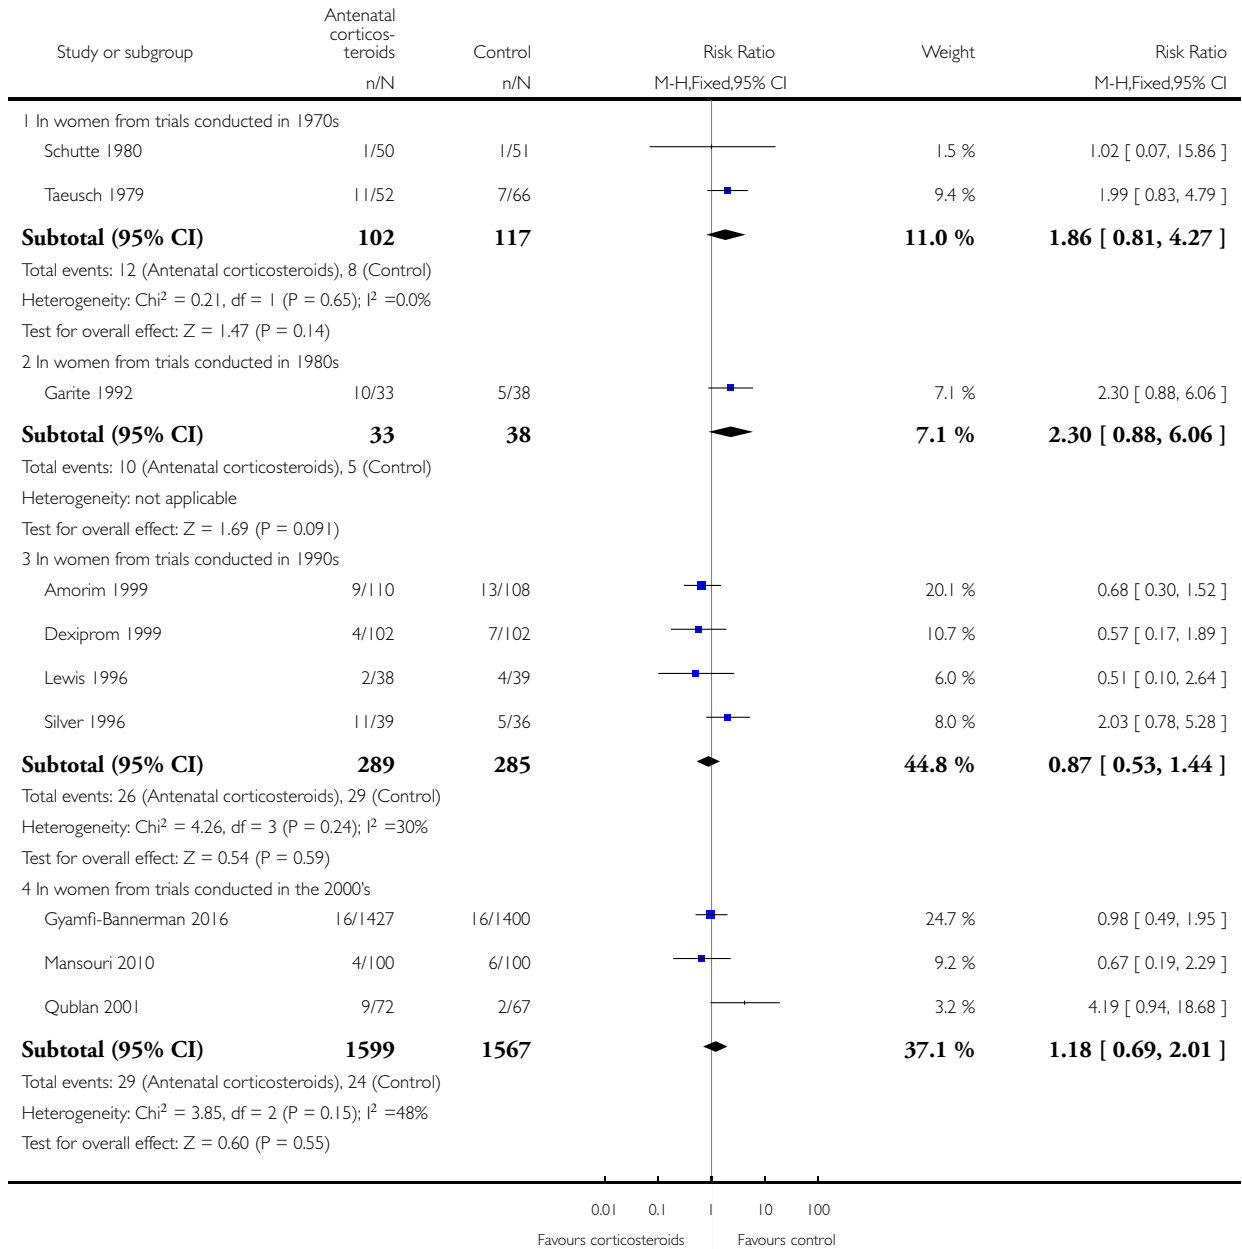 Antenatal
corticos-
Study or subgroup teroids Control Risk Ratio Weight Risk Ratio
n/N n/N M-H,Fixed,95% CI M-H,Fixed,95% CI
1 In women from trials conducted in 1970s
Schutte 1980 1/50 1/51 1.5 % 1.02 [ 0.07, 15.86 ]
Taeusch 1979 11/52 7/66 9.4 % 1.99 [ 0.83, 4.79 ]
Subtotal (95% CI) 102 117 11.0 % 1.86 [ 0.81, 4.27 ]
Total events: 12 (Antenatal corticosteroids), 8 (Control)
Heterogeneity: Chi² = 0.21, df = 1 (P = 0.65); I² =0.0%
Test for overall effect: Z = 1.47 (P = 0.14)
2 In women from trials conducted in 1980s
Garite 1992 10/33 5/38 7.1 % 2.30 [ 0.88, 6.06 ]
Subtotal (95% CI) 33 38 7.1 % 2.30 [ 0.88, 6.06 ]
Total events: 10 (Antenatal corticosteroids), 5 (Control)
Heterogeneity: not applicable
Test for overall effect: Z = 1.69 (P = 0.091)
3 In women from trials conducted in 1990s
Amorim 1999 9/110 13/108 20.1 % 0.68 [ 0.30, 1.52 ]
Dexiprom 1999 4/102 7/102 10.7 % 0.57 [ 0.17, 1.89 ]
Lewis 1996 2/38 4/39 6.0 % 0.51 [ 0.10, 2.64 ]
Silver 1996 11/39 5/36 8.0 % 2.03 [ 0.78, 5.28 ]
Subtotal (95% CI) 289 285 44.8 % 0.87 [ 0.53, 1.44 ]
Total events: 26 (Antenatal corticosteroids), 29 (Control)
Heterogeneity: Chi² = 4.26, df = 3 (P = 0.24); I² =30%
Test for overall effect: Z = 0.54 (P = 0.59)
4 In women from trials conducted in the 2000's
Gyamfi-Bannerman 2016 16/1427 16/1400 24.7 % 0.98 [ 0.49, 1.95 ]
Mansouri 2010 4/100 6/100 9.2 % 0.67 [ 0.19, 2.29 ]
Qublan 2001 9/72 2/67 3.2 % 4.19 [ 0.94, 18.68 ]
Subtotal (95% CI) 1599 1567 37.1 % 1.18 [ 0.69, 2.01 ]
Total events: 29 (Antenatal corticosteroids), 24 (Control)
Heterogeneity: Chi² = 3.85, df = 2 (P = 0.15); I² =48%
Test for overall effect: Z = 0.60 (P = 0.55)
0.01 0.1 1 10 100
Favours corticosteroids Favours control